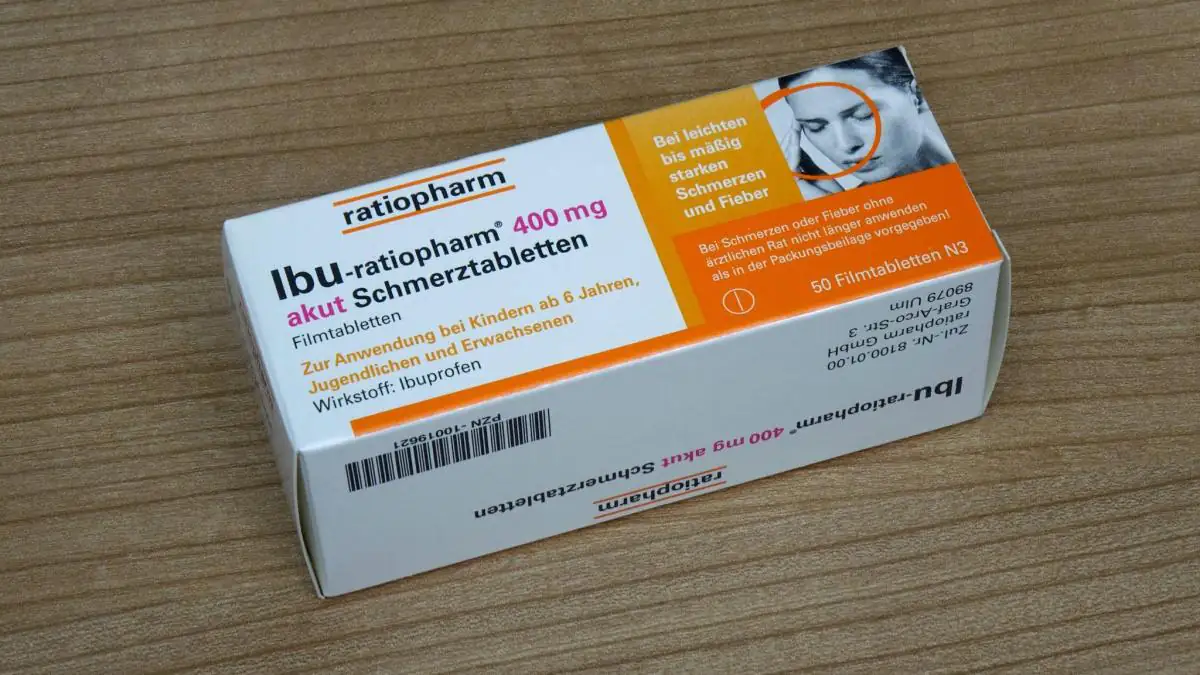 ratiopharm
Ibu-ratiopharm® 400 mg
akut Schmerztabletten
Filmtabletten
Zur Anwendung bei Kindern ab 6 Jahren,
Jugendlichen und Erwachsenen
Wirkstoff: Ibuprofen
Bei leichten
bis mäßig
starken
Schmerzen
und Fieber
Bei Schmerzen oder Fieber ohne
ärztlichen Rat nicht länger anwenden
als in der Packungsbeilage vorgegeben!
50 Filmtabletten N3
PZN -10019621
ratiopharm
Ibu-ratiopharm® 400 mg akut Schmerztabletten
Zul.-Nr. 8100.01.00
ratiopharm GmbH
Graf-Arco-Str. 3
89079 Ulm